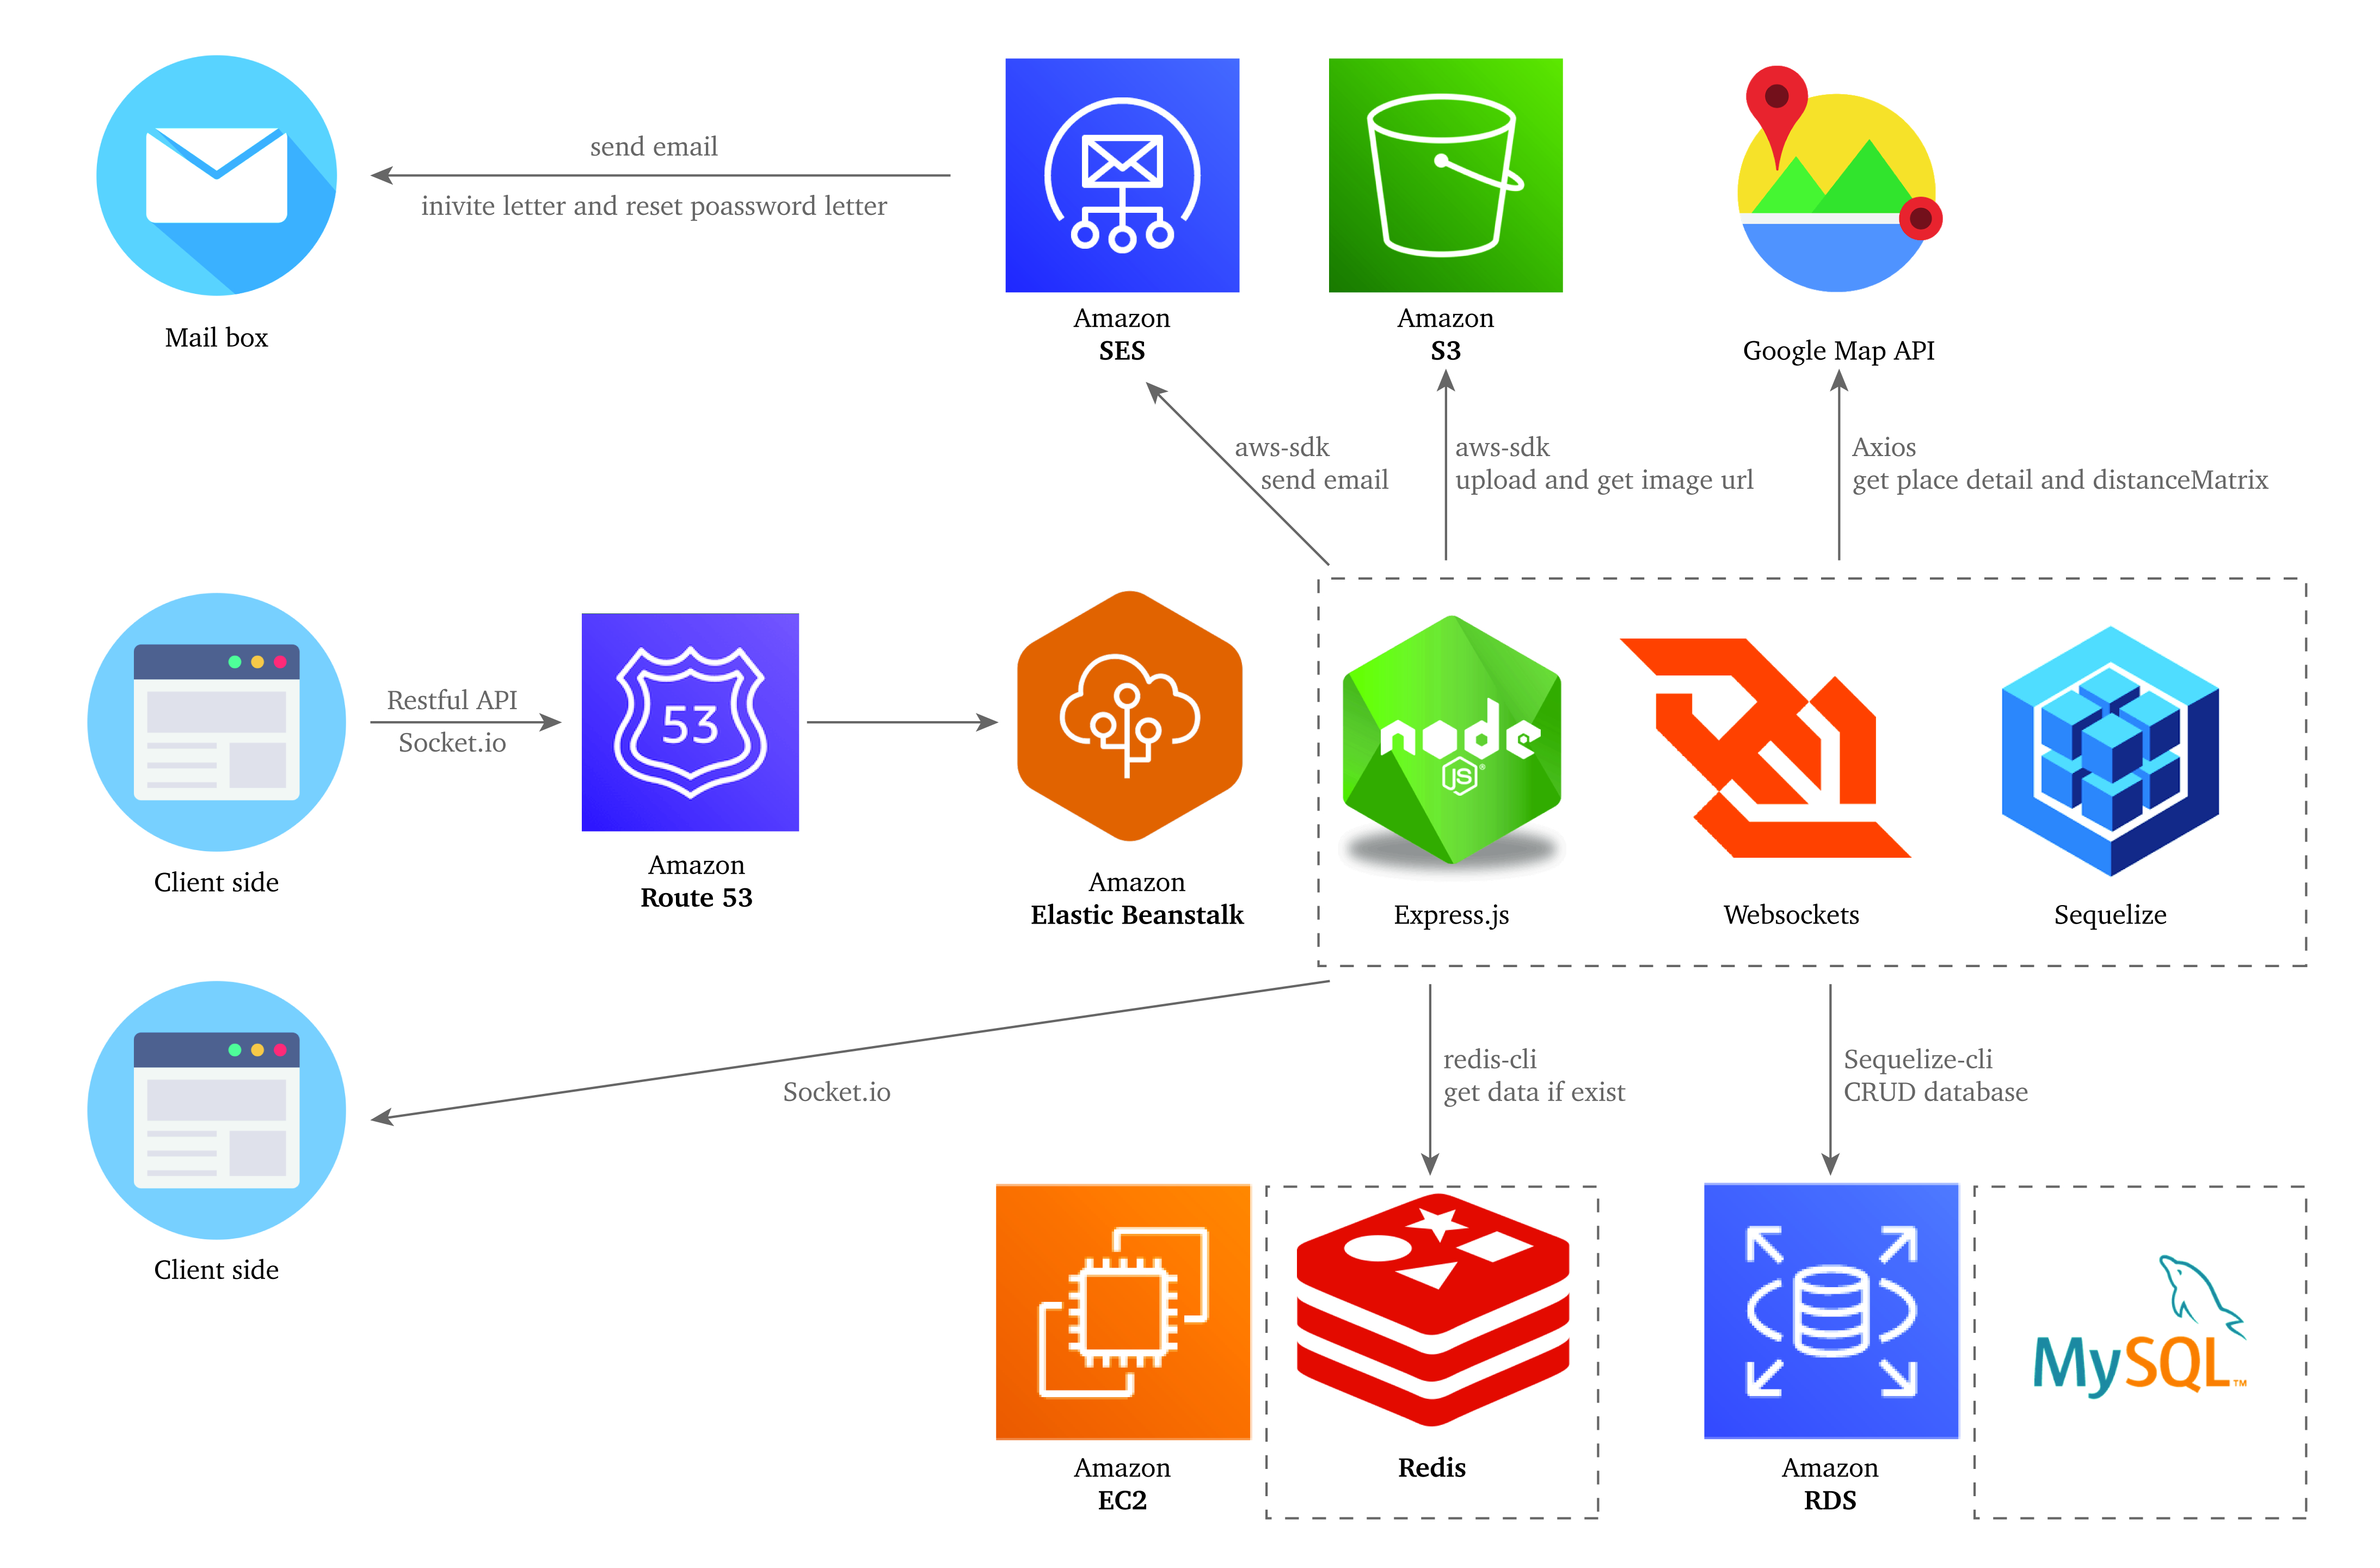 send email
inivite letter and reset poassword letter
Mail box
Amazon
SES
Amazon
S3
Google Map API
aws-sdk
send email
aws-sdk
upload and get image url
Axios
get place detail and distanceMatrix
Restful API
Socket.io
53
Client side
Amazon
Route 53
Amazon
Elastic Beanstalk
node
JS
®
Express.js
Websockets
Sequelize
Socket.io
redis-cli
get data if exist
Sequelize-cli
CRUD database
Client side
MySQL™
Amazon
EC2
Redis
Amazon
RDS